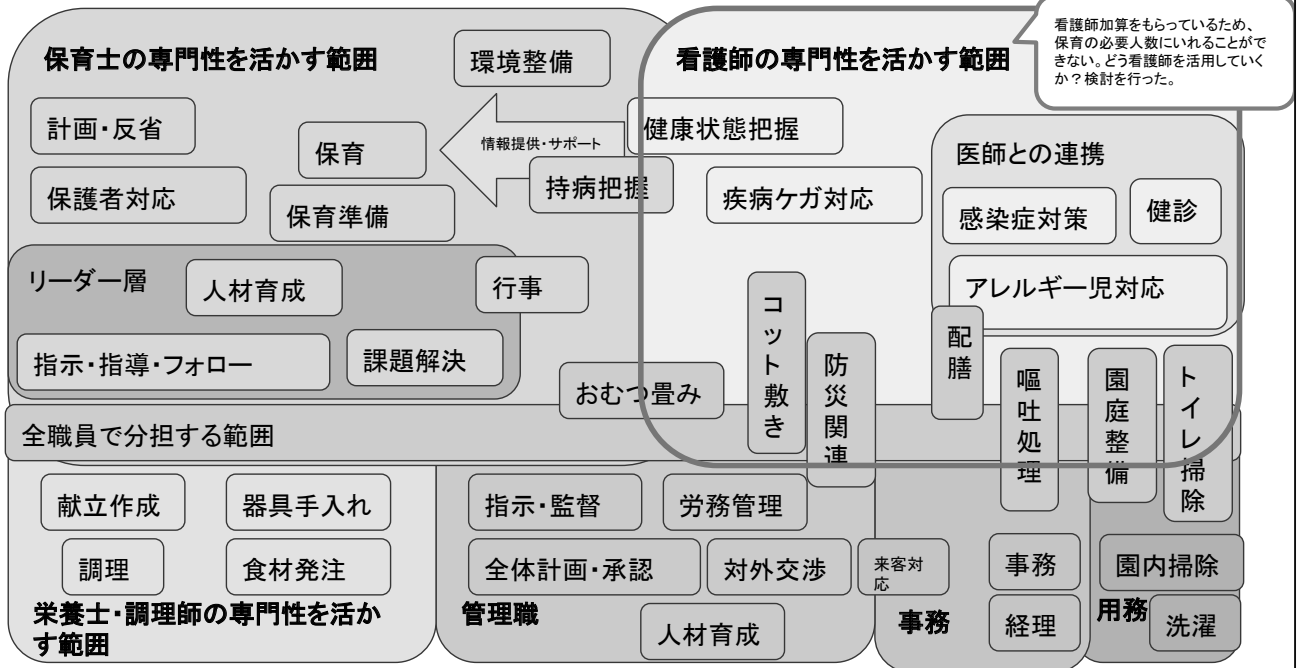 看護師加算をもらっているため、
保育の必要人数にいれることがで
きない。どう看護師を活用していく
か？検討を行った。
保育士の専門性を活かす範囲
環境整備
看護師の専門性を活かす範囲
計画・反省
保育
情報提供・サポート
健康状態把握
医師との連携
保護者対応
保育準備
持病把握
疾病ケガ対応
感染症対策
健診
リーダー層
人材育成
行事
アレルギー児対応
指示・指導・フォロー
課題解決
おむつ畳み
コット敷き
防災関連
配膳
嘔吐処理
園庭整備
トイレ掃除
全職員で分担する範囲
献立作成
器具手入れ
指示・監督
労務管理
調理
食材発注
全体計画・承認
対外交渉
来客対
応
事務
園内掃除
栄養士・調理師の専門性を活か
す範囲
管理職
人材育成
事務
経理
用務
洗濯